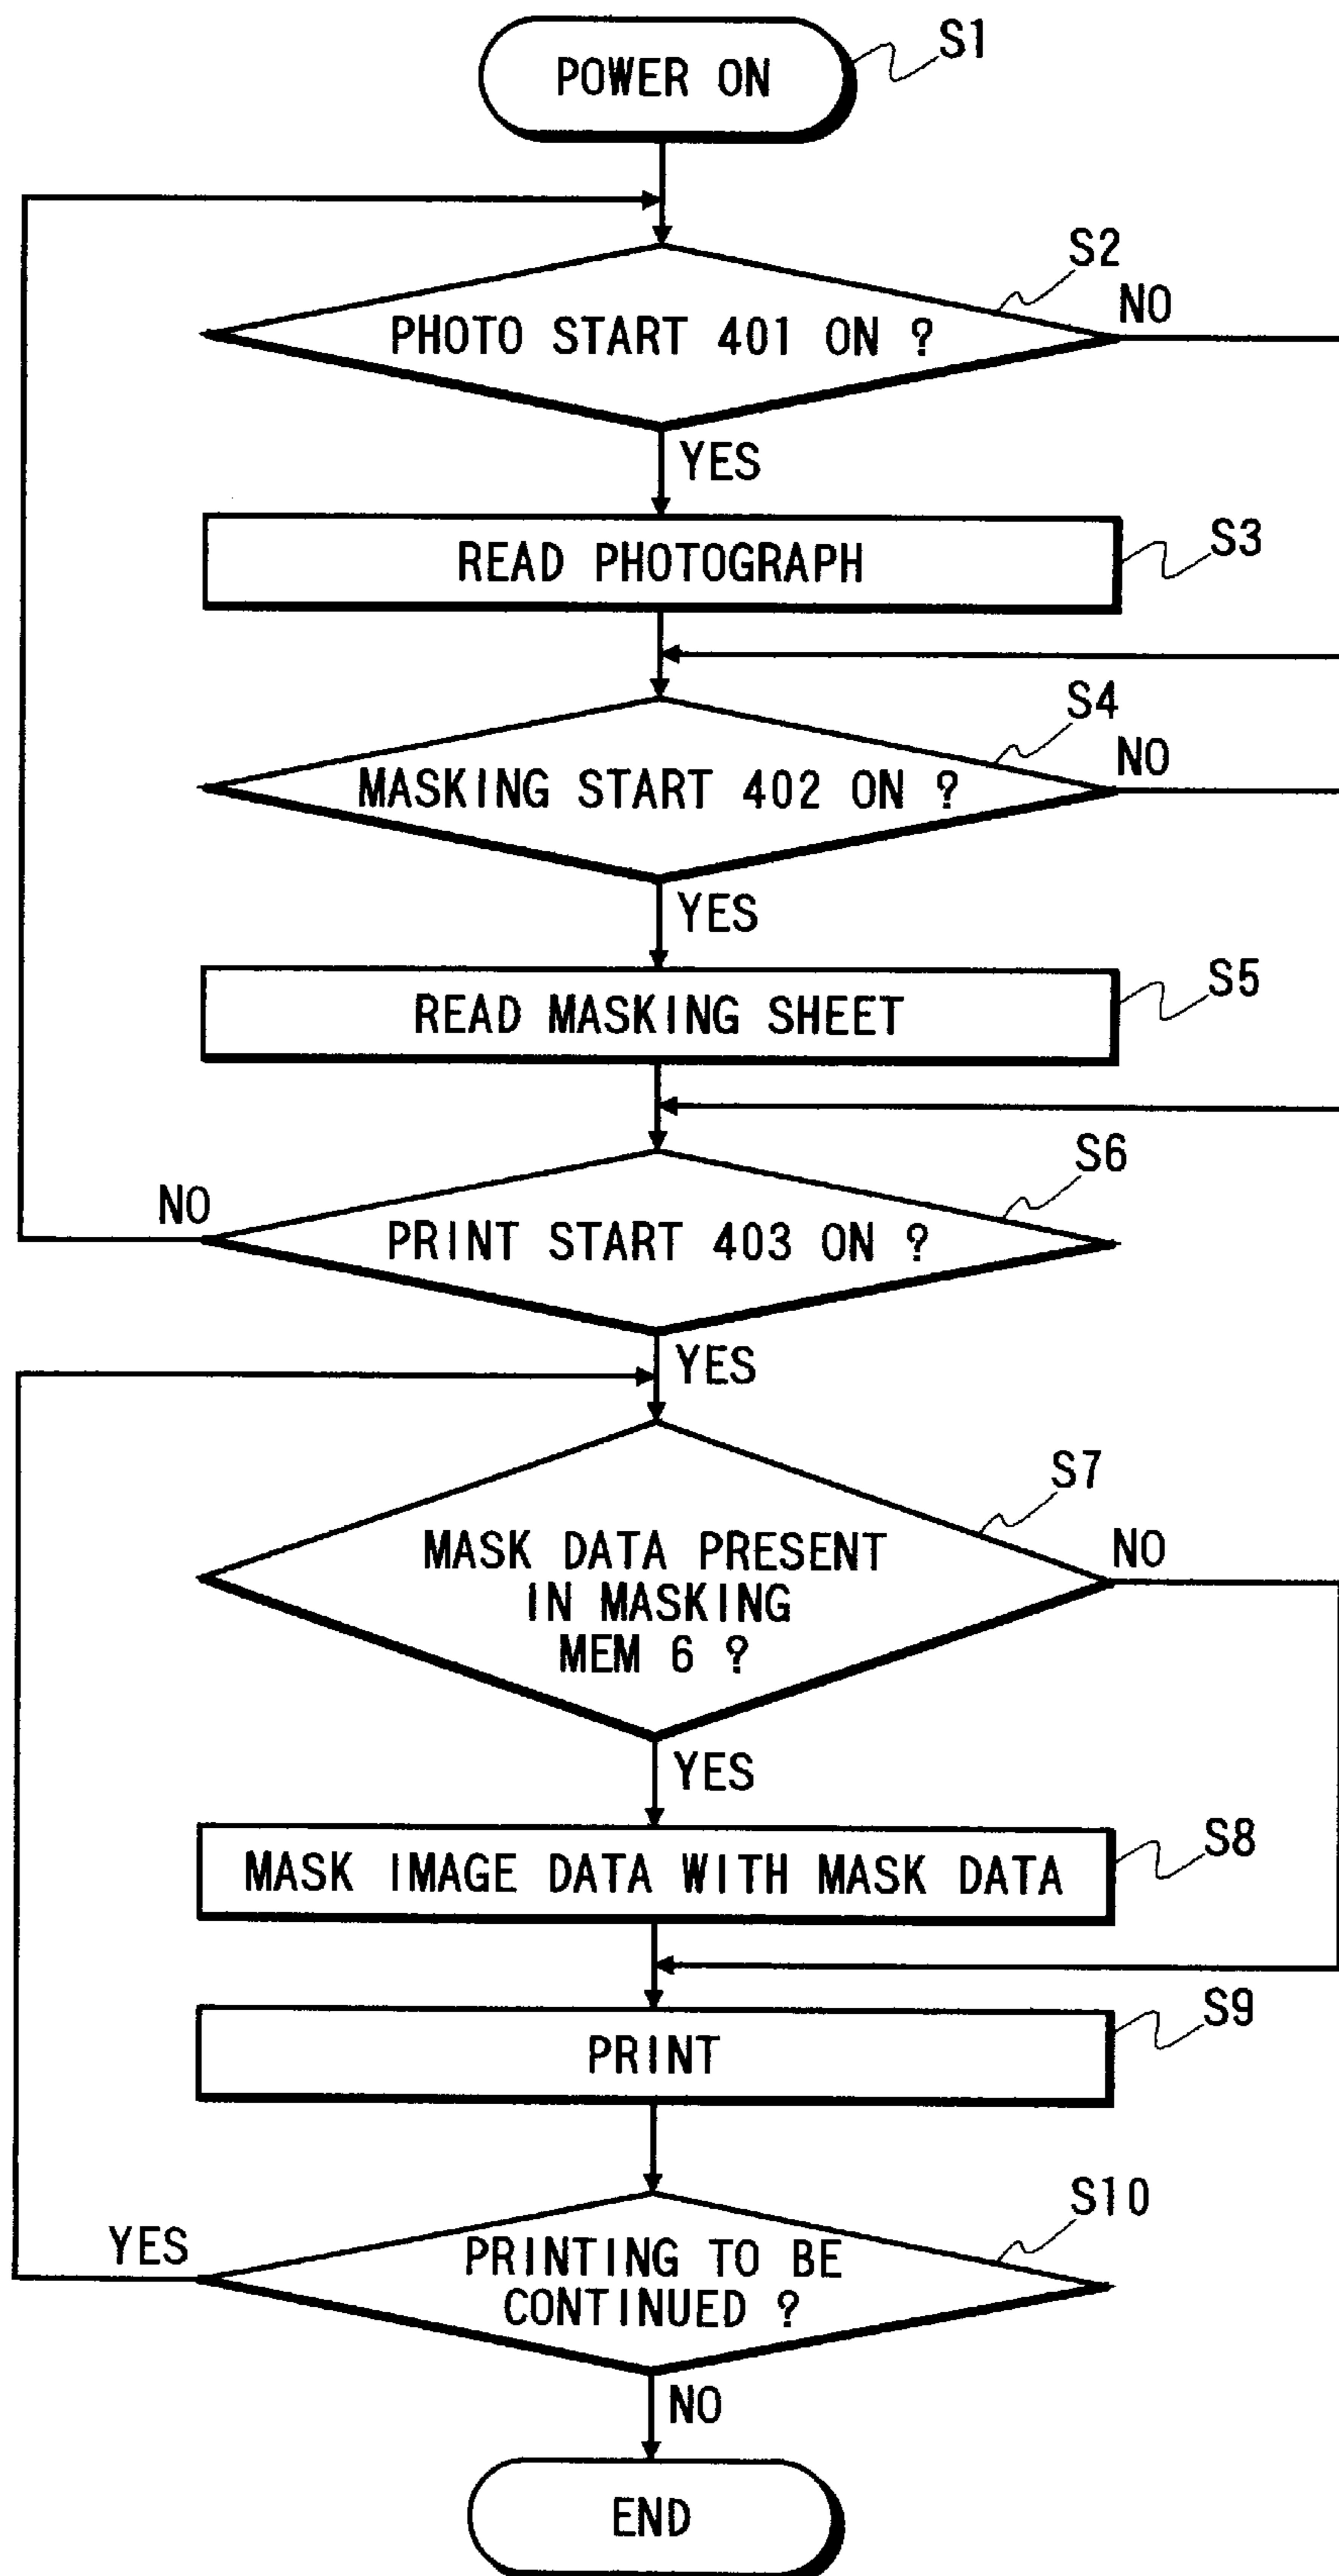 POWER ON
S1
S2
PHOTO START 401 ON ?
NO
YES
READ PHOTOGRAPH
S3
S4
MASKING START 402 ON ?
NO
YES
READ MASKING SHEET
S5
S6
NO
PRINT START 403 ON ?
YES
S7
MASK DATA PRESENT
IN MASKING
MEM 6 ?
NO
YES
MASK IMAGE DATA WITH MASK DATA
S8
PRINT
S9
S10
YES
PRINTING TO BE
CONTINUED ?
NO
END